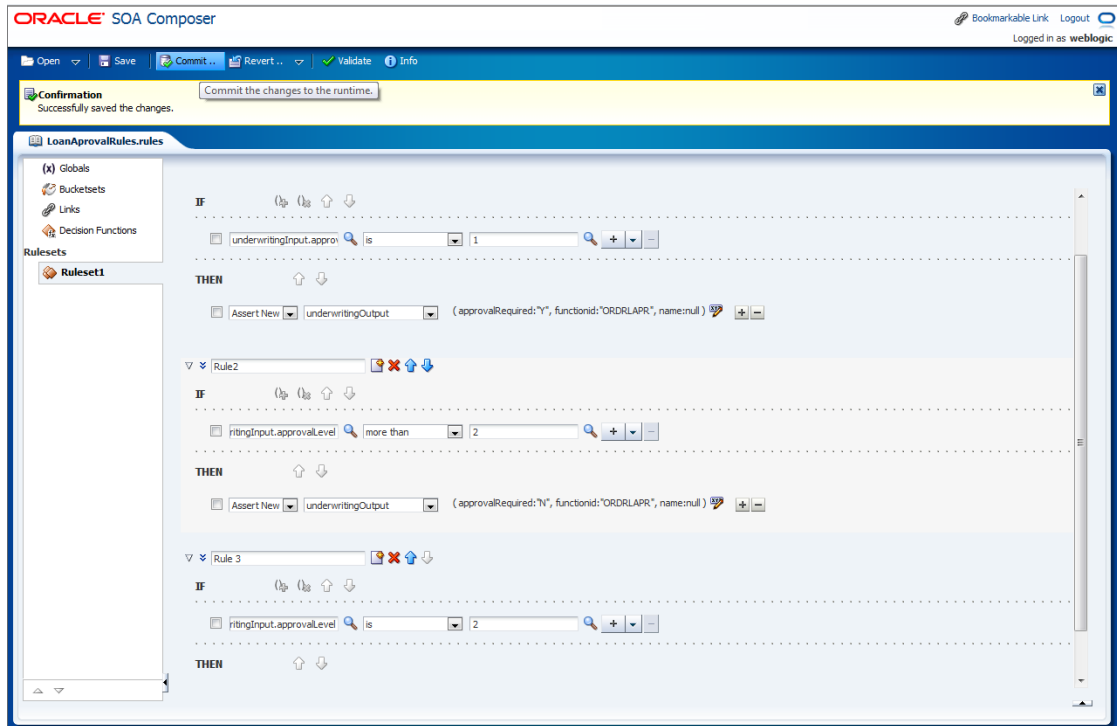 ORACLE SOA Composer
Bookmarkable Link Logout
Logged in as weblogic
Open Save Commit .. Revert .. Validate Info
Commit the changes to the runtime.
Confirmation
Successfully saved the changes.
LoanAprovalRules.rules
(x) Globals
Bucketsets
Links
Decision Functions
Rulesets
Ruleset1
IF
underwritingInput.approv is 1
THEN
Assert New underwritingOutput ( approvalRequired:"Y", functionid:"ORDRLAPR", name:null )
Rule2
IF
ritingInput.approvalLevel more than 2
THEN
Assert New underwritingOutput ( approvalRequired:"N", functionid:"ORDRLAPR", name:null )
Rule 3
IF
ritingInput.approvalLevel is 2
THEN